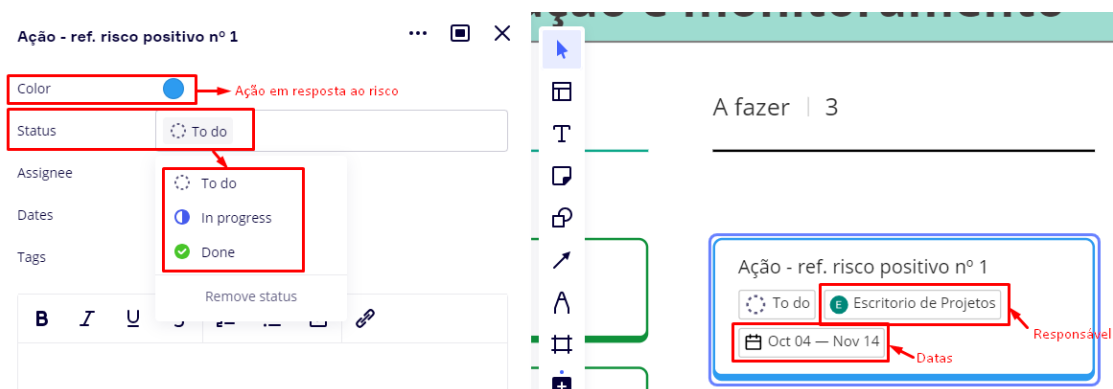 Ação - ref. risco positivo nº 1
Color
Ação em resposta ao risco
Status
To do
Assignee
To do
Dates
In progress
Tags
Done
Remove status
B I U S
ação e monitoramento
T
A fazer | 3
Ação - ref. risco positivo nº 1
To do
E Escritorio de Projetos
Responsável
Oct 04 — Nov 14
Datas